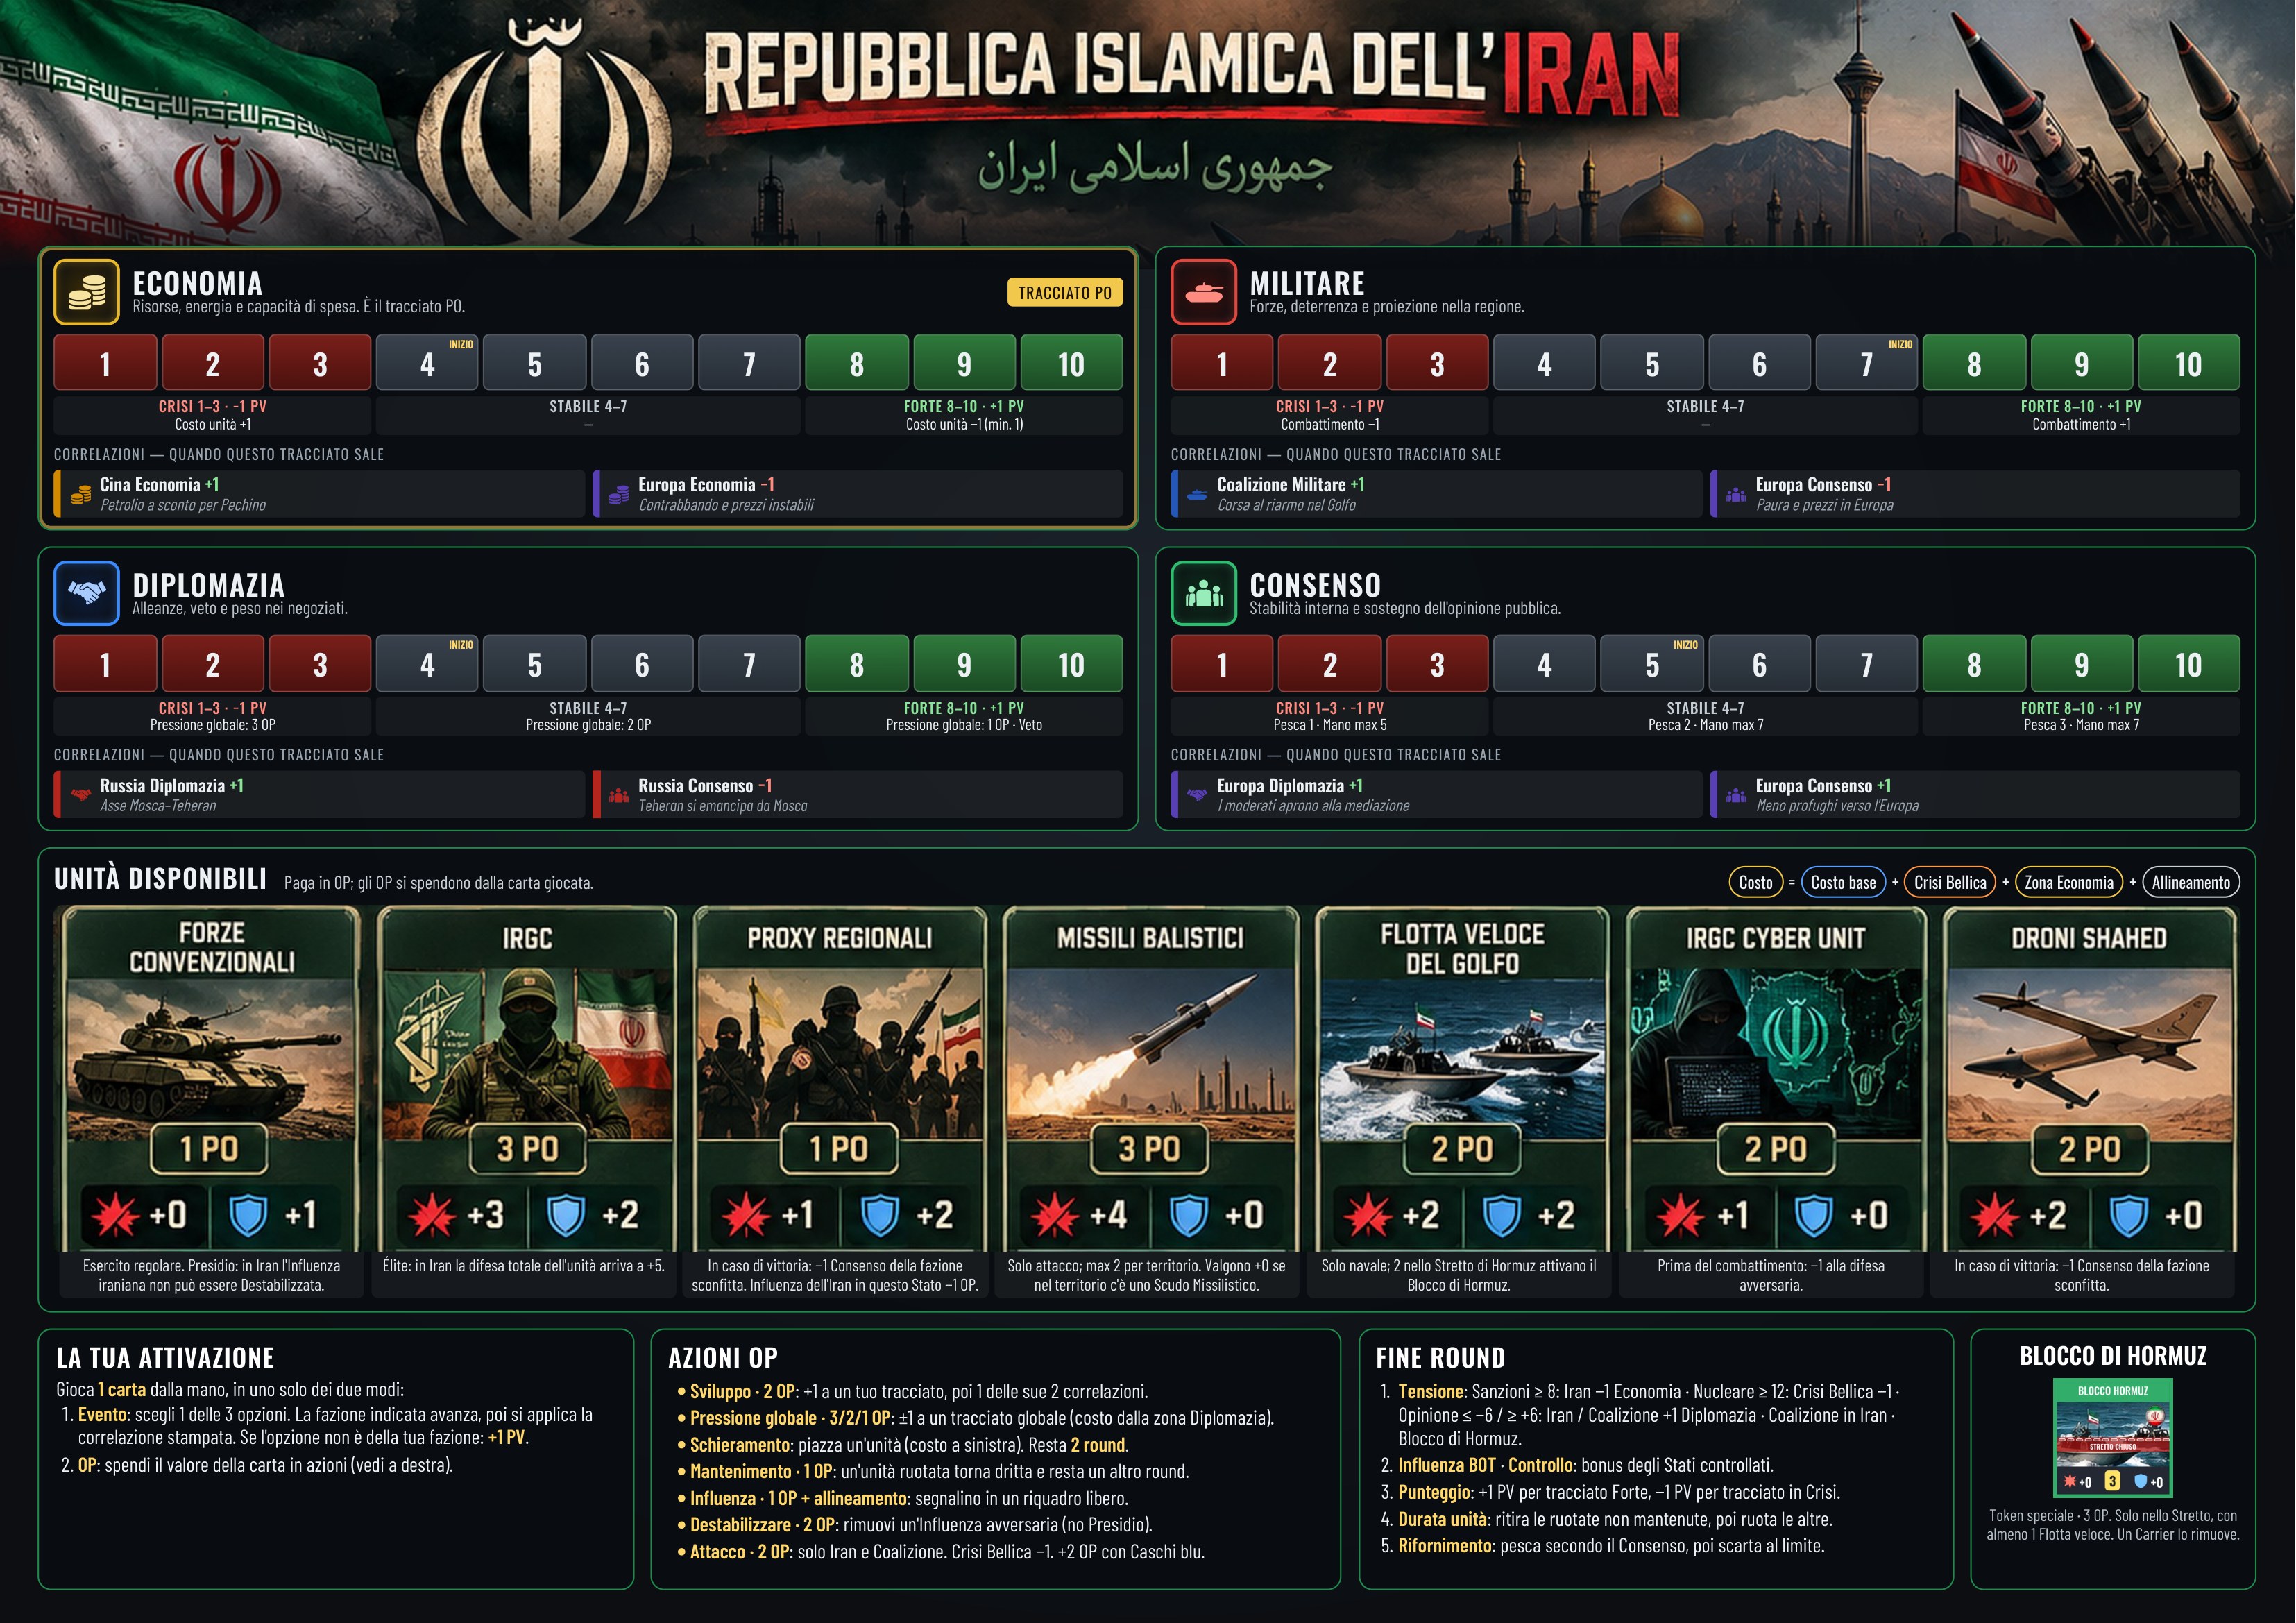 REPUBBLICA ISLAMICA DELL'IRAN
جمهوری اسلامی ایران
ECONOMIA
Risorse, energia e capacità di spesa. È il tracciato PO.
TRACCIATO PO
1 2 3 4 INIZIO 5 6 7 8 9 10
CRISI 1–3 · −1 PV
Costo unità +1
STABILE 4–7
—
FORTE 8–10 · +1 PV
Costo unità −1 (min. 1)
CORRELAZIONI — QUANDO QUESTO TRACCIATO SALE
Cina Economia +1
Petrolio a sconto per Pechino
Europa Economia −1
Contrabbando e prezzi instabili
MILITARE
Forze, deterrenza e proiezione nella regione.
1 2 3 4 5 6 7 INIZIO 8 9 10
CRISI 1–3 · −1 PV
Combattimento −1
STABILE 4–7
—
FORTE 8–10 · +1 PV
Combattimento +1
CORRELAZIONI — QUANDO QUESTO TRACCIATO SALE
Coalizione Militare +1
Corsa al riarmo nel Golfo
Europa Consenso −1
Paura e prezzi in Europa
DIPLOMAZIA
Alleanze, veto e peso nei negoziati.
1 2 3 4 INIZIO 5 6 7 8 9 10
CRISI 1–3 · −1 PV
Pressione globale: 3 OP
STABILE 4–7
Pressione globale: 2 OP
FORTE 8–10 · +1 PV
Pressione globale: 1 OP · Veto
CORRELAZIONI — QUANDO QUESTO TRACCIATO SALE
Russia Diplomazia +1
Asse Mosca–Teheran
Russia Consenso −1
Teheran si emancipa da Mosca
CONSENSO
Stabilità interna e sostegno dell'opinione pubblica.
1 2 3 4 5 INIZIO 6 7 8 9 10
CRISI 1–3 · −1 PV
Pesca 1 · Mano max 5
STABILE 4–7
Pesca 2 · Mano max 7
FORTE 8–10 · +1 PV
Pesca 3 · Mano max 7
CORRELAZIONI — QUANDO QUESTO TRACCIATO SALE
Europa Diplomazia +1
I moderati aprono alla mediazione
Europa Consenso +1
Meno profughi verso l'Europa
UNITÀ DISPONIBILI Paga in OP; gli OP si spendono dalla carta giocata.
Costo = Costo base + Crisi Bellica + Zona Economia + Allineamento
FORZE
CONVENZIONALI
1 PO
+0 +1
Esercito regolare. Presidio: in Iran l'Influenza
iraniana non può essere Destabilizzata.
IRGC
3 PO
+3 +2
Élite: in Iran la difesa totale dell'unità arriva a +5.
PROXY REGIONALI
1 PO
+1 +2
In caso di vittoria: −1 Consenso della fazione
sconfitta. Influenza dell'Iran in questo Stato −1 OP.
MISSILI BALISTICI
3 PO
+4 +0
Solo attacco; max 2 per territorio. Valgono +0 se
nel territorio c'è uno Scudo Missilistico.
FLOTTA VELOCE
DEL GOLFO
2 PO
+2 +2
Solo navale; 2 nello Stretto di Hormuz attivano il
Blocco di Hormuz.
IRGC CYBER UNIT
2 PO
+1 +0
Prima del combattimento: −1 alla difesa
avversaria.
DRONI SHAHED
2 PO
+2 +0
In caso di vittoria: −1 Consenso della fazione
sconfitta.
LA TUA ATTIVAZIONE
Gioca 1 carta dalla mano, in uno solo dei due modi:
1. Evento: scegli 1 delle 3 opzioni. La fazione indicata avanza, poi si applica la
correlazione stampata. Se l'opzione non è della tua fazione: +1 PV.
2. OP: spendi il valore della carta in azioni (vedi a destra).
AZIONI OP
• Sviluppo · 2 OP: +1 a un tuo tracciato, poi 1 delle sue 2 correlazioni.
• Pressione globale · 3/2/1 OP: ±1 a un tracciato globale (costo dalla zona Diplomazia).
• Schieramento: piazza un'unità (costo a sinistra). Resta 2 round.
• Mantenimento · 1 OP: un'unità ruotata torna dritta e resta un altro round.
• Influenza · 1 OP + allineamento: segnalino in un riquadro libero.
• Destabilizzare · 2 OP: rimuovi un'Influenza avversaria (no Presidio).
• Attacco · 2 OP: solo Iran e Coalizione. Crisi Bellica −1. +2 OP con Caschi blu.
FINE ROUND
1. Tensione: Sanzioni ≥ 8: Iran −1 Economia · Nucleare ≥ 12: Crisi Bellica −1 ·
Opinione ≤ −6 / ≥ +6: Iran / Coalizione +1 Diplomazia · Coalizione in Iran ·
Blocco di Hormuz.
2. Influenza BOT · Controllo: bonus degli Stati controllati.
3. Punteggio: +1 PV per tracciato Forte, −1 PV per tracciato in Crisi.
4. Durata unità: ritira le ruotate non mantenute, poi ruota le altre.
5. Rifornimento: pesca secondo il Consenso, poi scarta al limite.
BLOCCO DI HORMUZ
BLOCCO HORMUZ
STRETTO CHIUSO
+0 3 +0
Token speciale · 3 OP. Solo nello Stretto, con
almeno 1 Flotta veloce. Un Carrier lo rimuove.